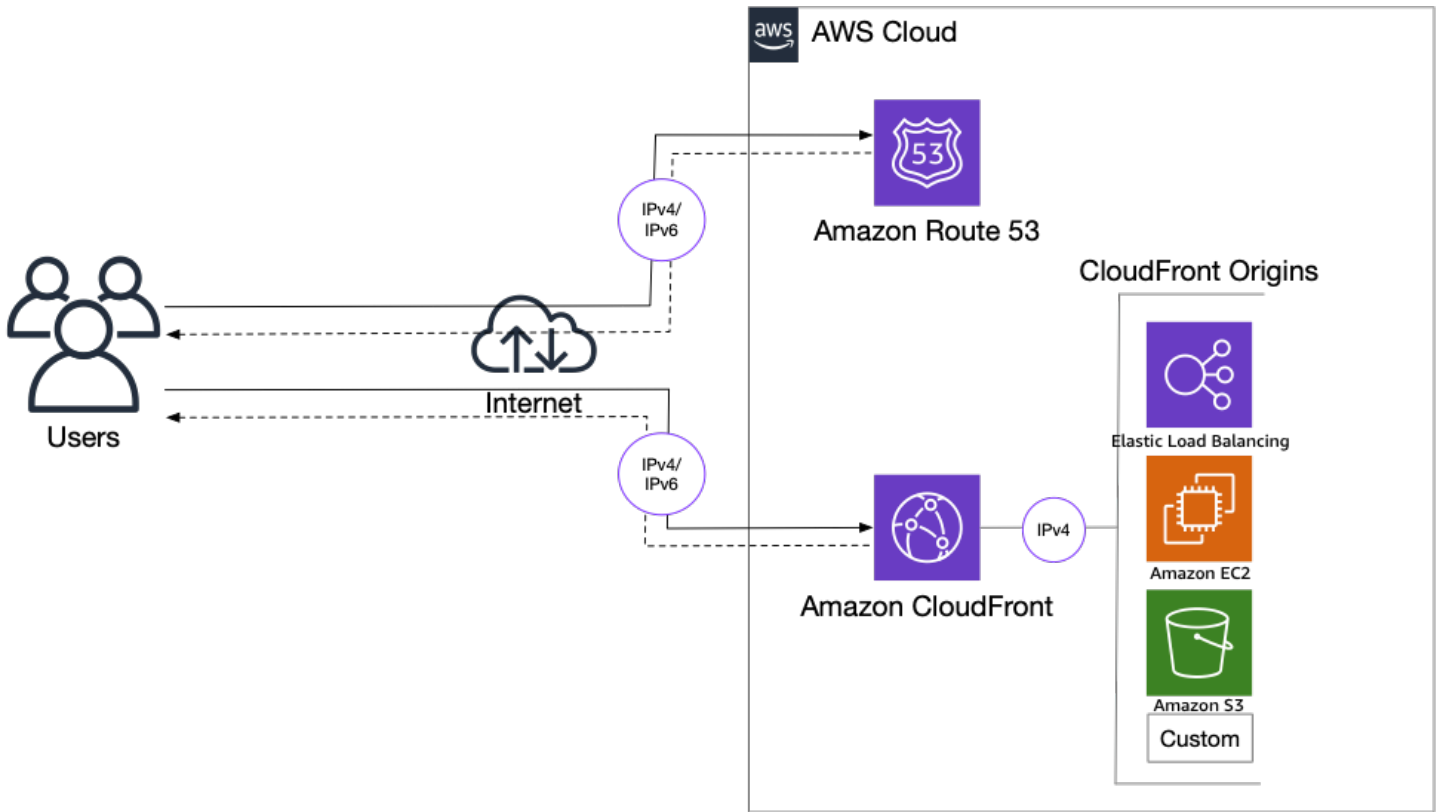 aws
AWS Cloud
53
IPv4/
IPv6
Amazon Route 53
CloudFront Origins
Internet
Users
Elastic Load Balancing
IPv4/
IPv6
IPv4
Amazon EC2
Amazon CloudFront
Amazon S3
Custom